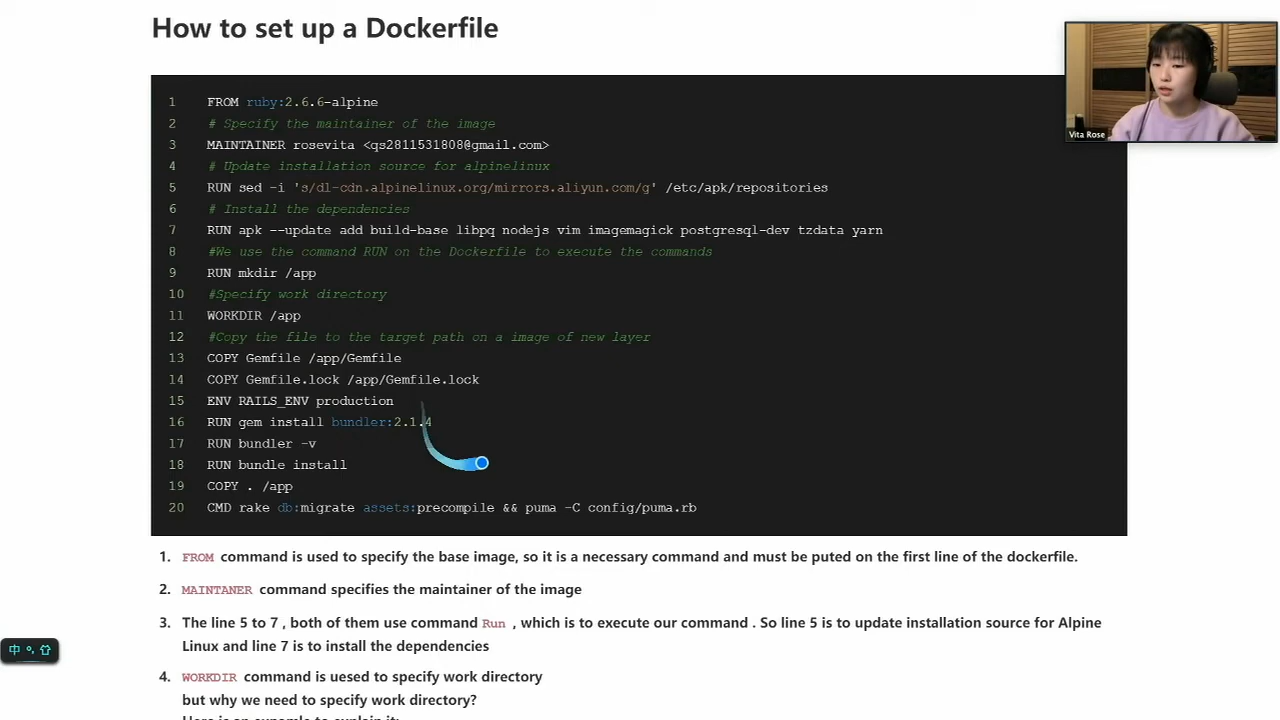 How to set up a Dockerfile
Vita Rose
1 FROM ruby:2.6.6-alpine
2 # Specify the maintainer of the image
3 MAINTAINER rosevita <qs2811531808@gmail.com>
4 # Update installation source for alpinelinux
5 RUN sed -i 's/dl-cdn.alpinelinux.org/mirrors.aliyun.com/g' /etc/apk/repositories
6 # Install the dependencies
7 RUN apk --update add build-base libpq nodejs vim imagemagick postgresql-dev tzdata yarn
8 #We use the command RUN on the Dockerfile to execute the commands
9 RUN mkdir /app
10 #Specify work directory
11 WORKDIR /app
12 #Copy the file to the target path on a image of new layer
13 COPY Gemfile /app/Gemfile
14 COPY Gemfile.lock /app/Gemfile.lock
15 ENV RAILS_ENV production
16 RUN gem install bundler:2.1.4
17 RUN bundler -v
18 RUN bundle install
19 COPY . /app
20 CMD rake db:migrate assets:precompile && puma -C config/puma.rb
1. FROM command is used to specify the base image, so it is a necessary command and must be puted on the first line of the dockerfile.
2. MAINTANER command specifies the maintainer of the image
3. The line 5 to 7 , both of them use command Run , which is to execute our command . So line 5 is to update installation source for Alpine
Linux and line 7 is to install the dependencies
4. WORKDIR command is uesed to specify work directory
but why we need to specify work directory?
Here is an expamle to explain it:
中